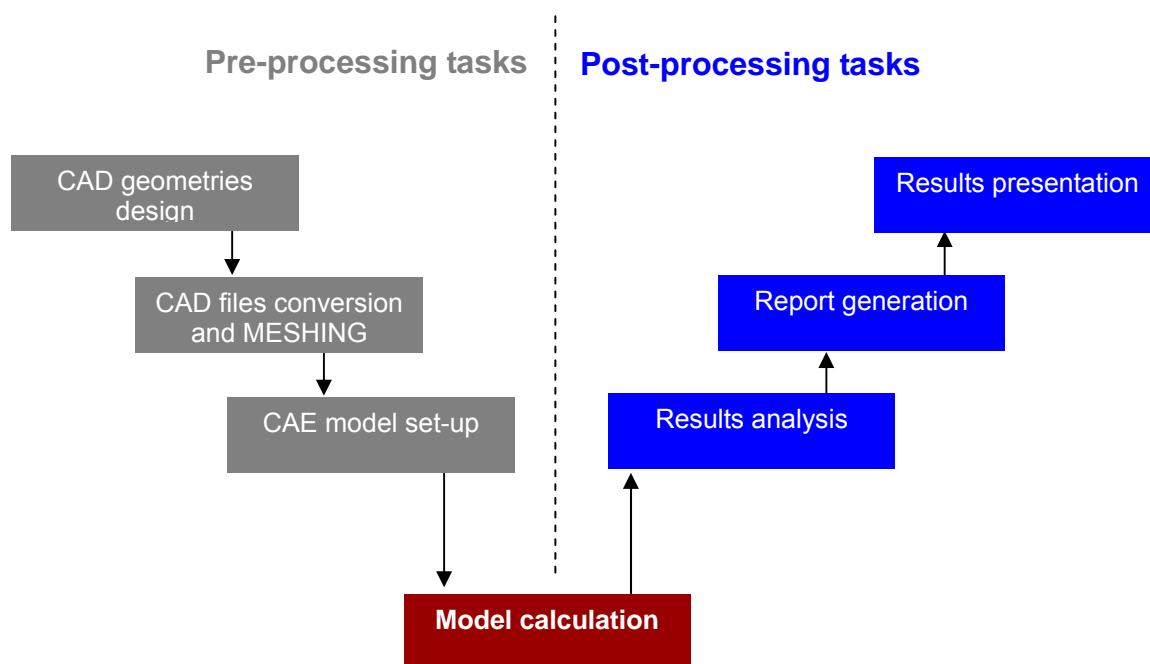 Pre-processing tasks
Post-processing tasks
CAD geometries
design
Results presentation
CAD files conversion
and MESHING
Report generation
CAE model set-up
Results analysis
Model calculation